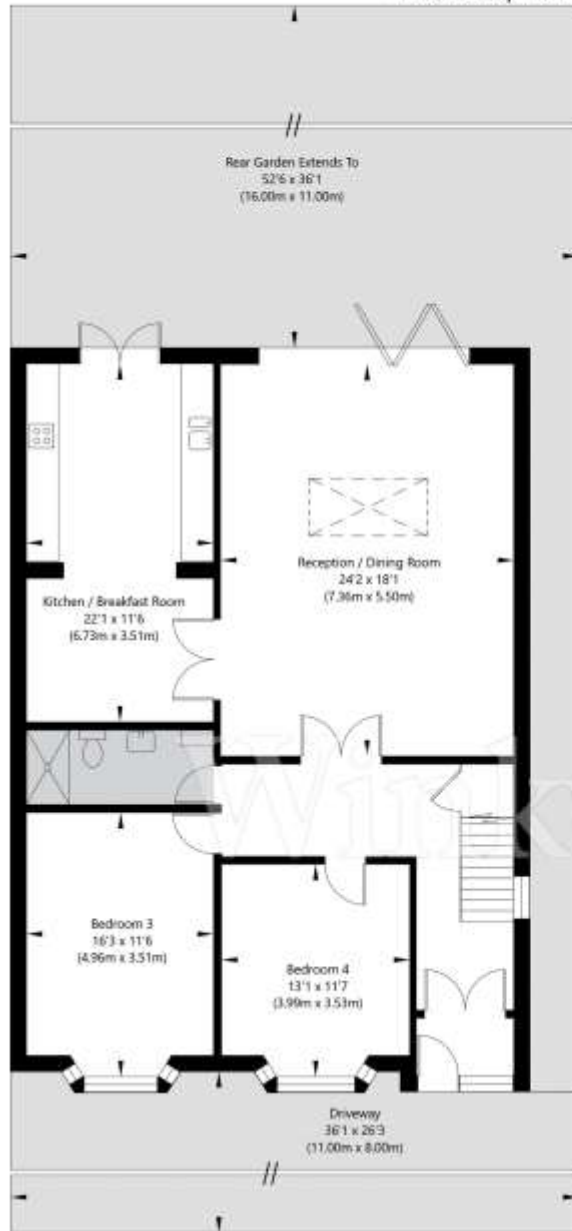 Rear Garden Extends To
52'6 x 36'1
(16.00m x 11.00m)
Reception / Dining Room
24'2 x 18'1
(7.36m x 5.50m)
Kitchen / Breakfast Room
22'1 x 11'6
(6.73m x 3.51m)
Wink
Bedroom 3
16'3 x 11'6
(4.96m x 3.51m)
Bedroom 4
13'1 x 11'7
(3.99m x 3.53m)
Driveway
36'1 x 26'3
(11.00m x 8.00m)